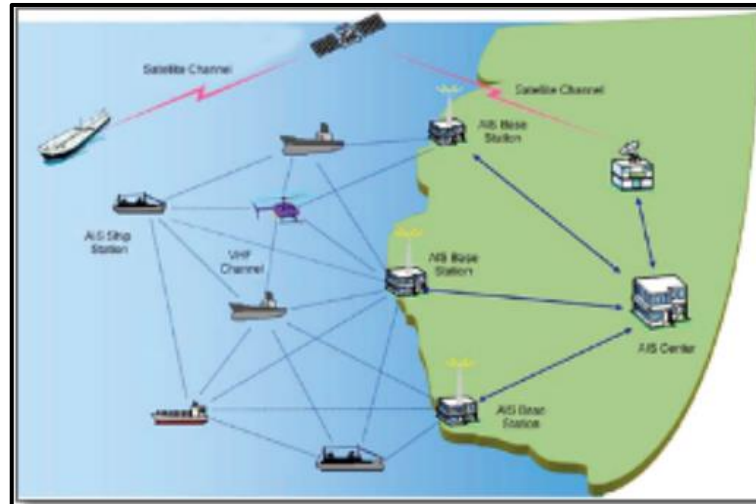 Satellite Channel
Satellite Channel
AIS Base
Station
AIS Ship
Station
VHF
Channel
AIS Base
Station
AIS Center
AIS Base
Station